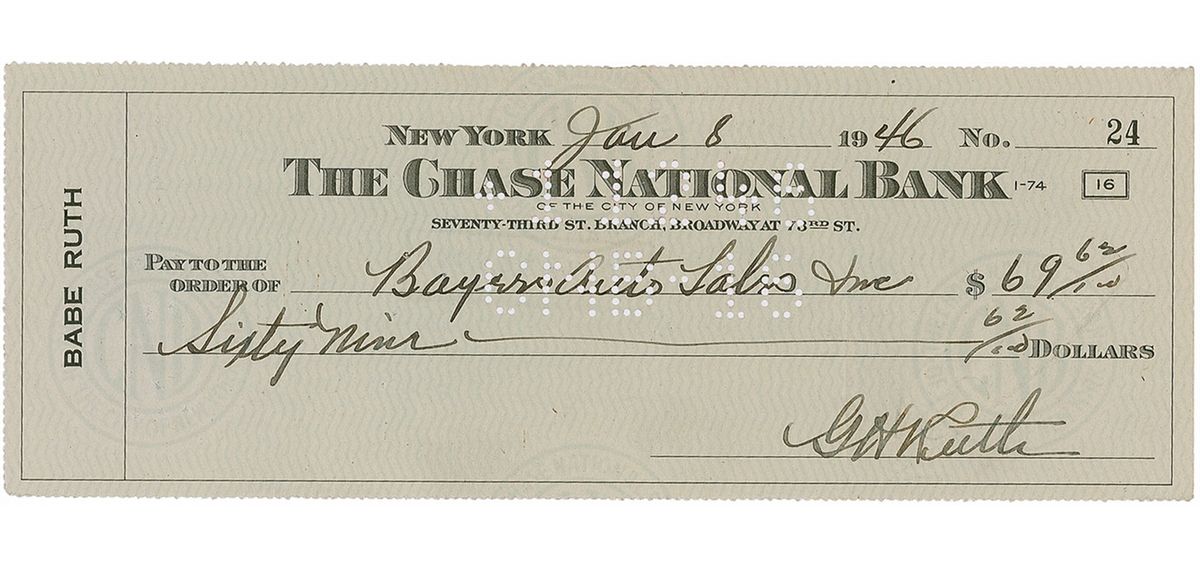 NEW YORK Jan 8 1946 No. 24
THE CHASE NATIONAL BANK 1-74 16
OF THE CITY OF NEW YORK
SEVENTY-THIRD ST. BRANCH, BROADWAY AT 73RD ST.
PAY TO THE
ORDER OF Auto Sales Inc $ 69 62/100
Sixty Nine 62/100 DOLLARS
G H Ruth
BABE RUTH